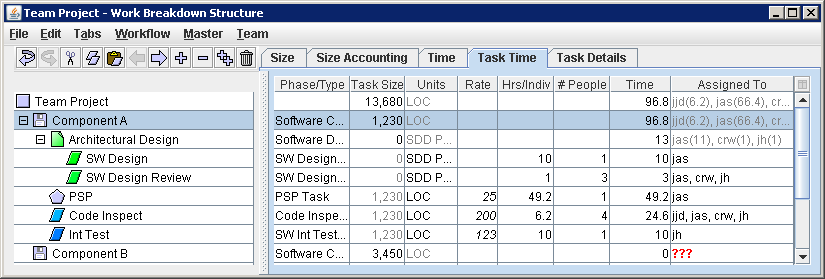 Team Project - Work Breakdown Structure
File Edit Tabs Workflow Master Team
Size Size Accounting Time Task Time Task Details
Phase/Type Task Size Units Rate Hrs/Indiv # People Time Assigned To
Team Project 13,680 LOC 96.8 jjd(6.2), jas(66.4), cr...
Component A Software C... 1,230 LOC 96.8 jjd(6.2), jas(66.4), cr...
Architectural Design Software D... 0 SDD P... 13 jas(11), crw(1), jh(1)
SW Design SW Design... 0 SDD P... 10 1 10 jas
SW Design Review SW Design... 0 SDD P... 1 3 3 jas, crw, jh
PSP PSP Task 1,230 LOC 25 49.2 1 49.2 jas
Code Inspect Code Inspe... 1,230 LOC 200 6.2 4 24.6 jjd, jas, crw, jh
Int Test SW Int Test... 1,230 LOC 123 10 1 10 jh
Component B Software C... 3,450 LOC 0 ???